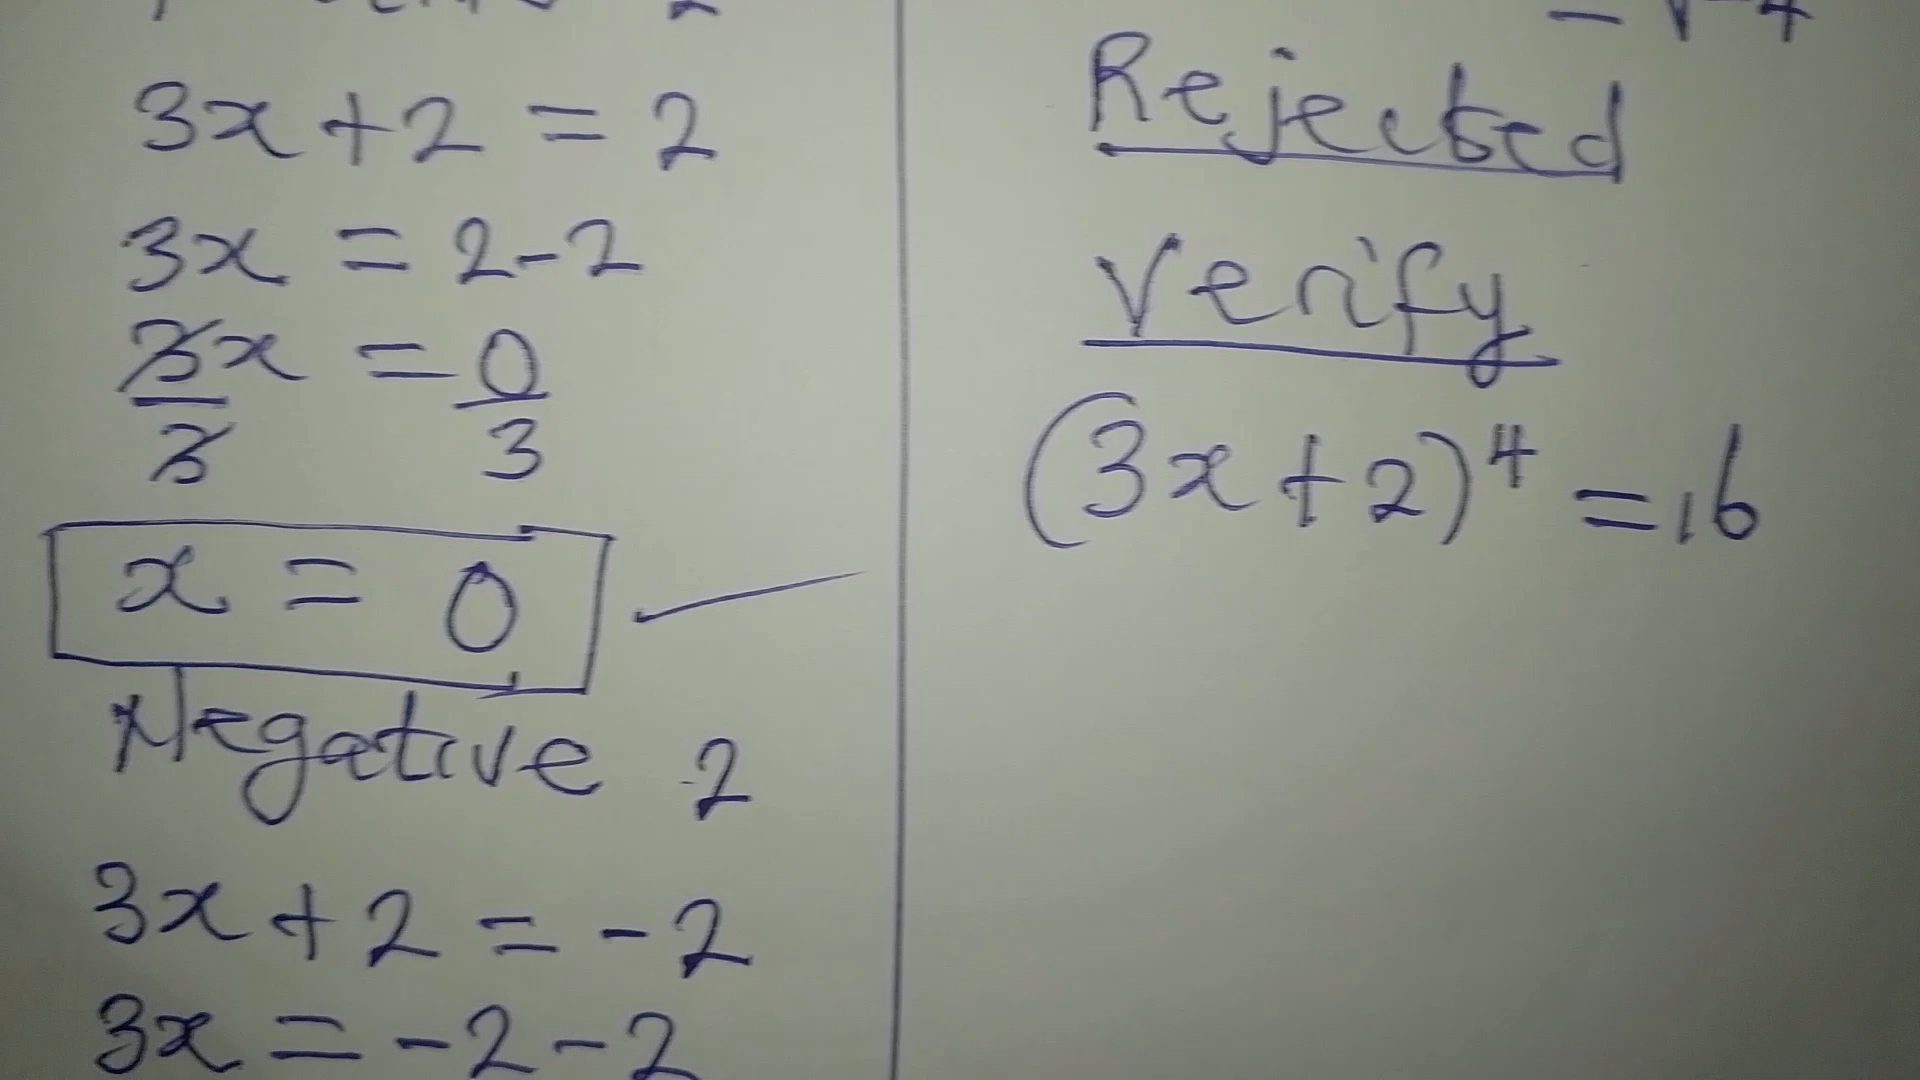 3x + 2 = 2
3x = 2 - 2
3x/3 = 0/3
x = 0
Negative 2
3x + 2 = -2
3x = -2 - 2
Rejected
Verify
(3x + 2)⁴ = 16